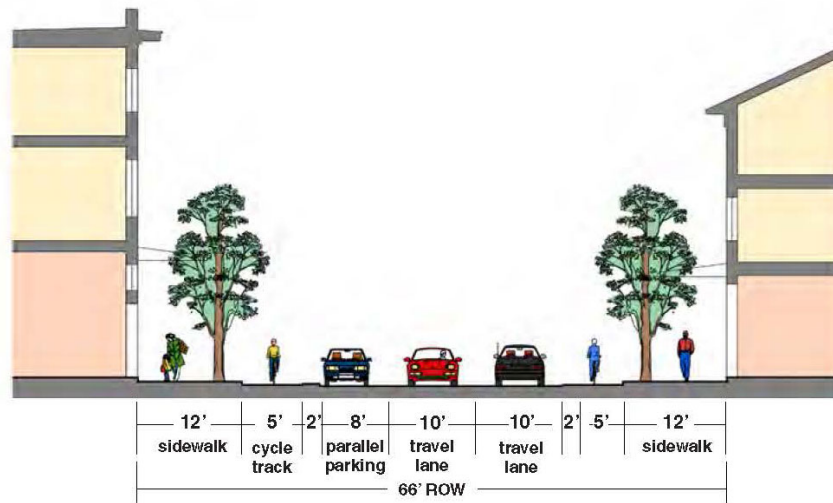 12' 5' 2' 8' 10' 10' 2' 5' 12'
sidewalk cycle parallel travel travel sidewalk
track parking lane lane
66' ROW